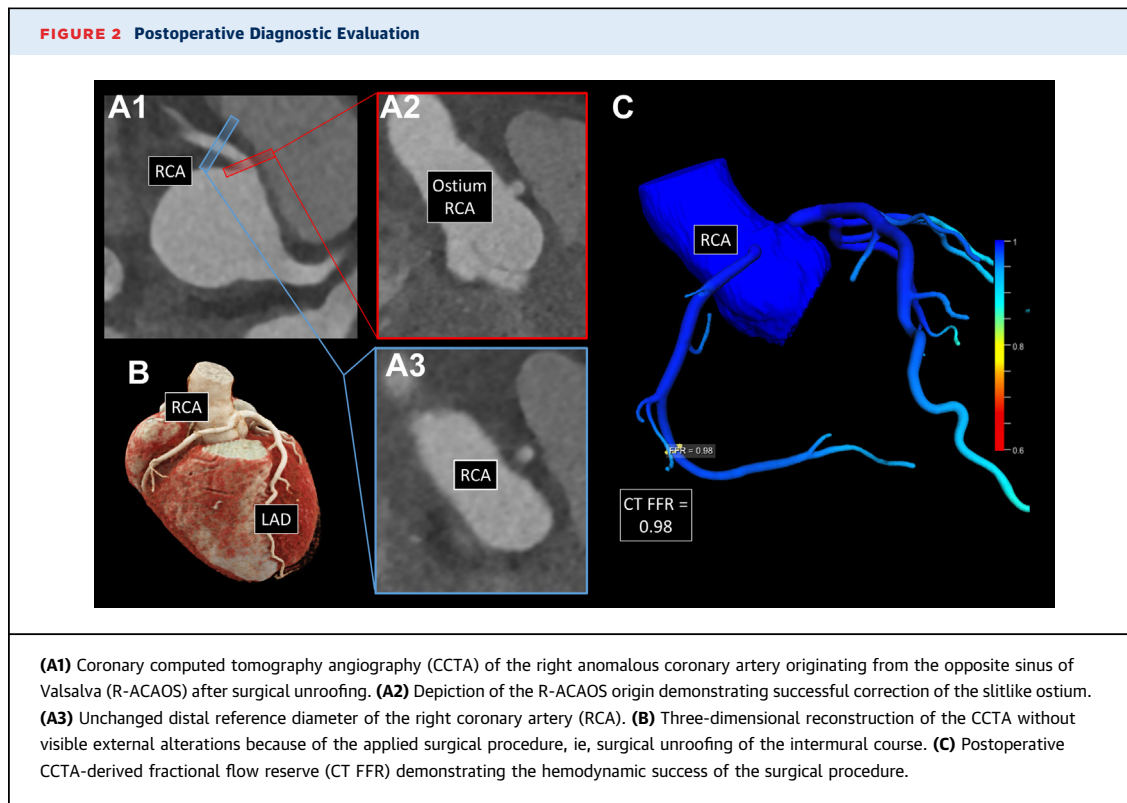 FIGURE 2 Postoperative Diagnostic Evaluation
A1
RCA
A2
Ostium
RCA
A3
RCA
B
RCA
LAD
C
RCA
1
0.8
0.6
FFR = 0.98
CT FFR =
0.98
(A1) Coronary computed tomography angiography (CCTA) of the right anomalous coronary artery originating from the opposite sinus of
Valsalva (R-ACAOS) after surgical unroofing. (A2) Depiction of the R-ACAOS origin demonstrating successful correction of the slitlike ostium.
(A3) Unchanged distal reference diameter of the right coronary artery (RCA). (B) Three-dimensional reconstruction of the CCTA without
visible external alterations because of the applied surgical procedure, ie, surgical unroofing of the intermural course. (C) Postoperative
CCTA-derived fractional flow reserve (CT FFR) demonstrating the hemodynamic success of the surgical procedure.